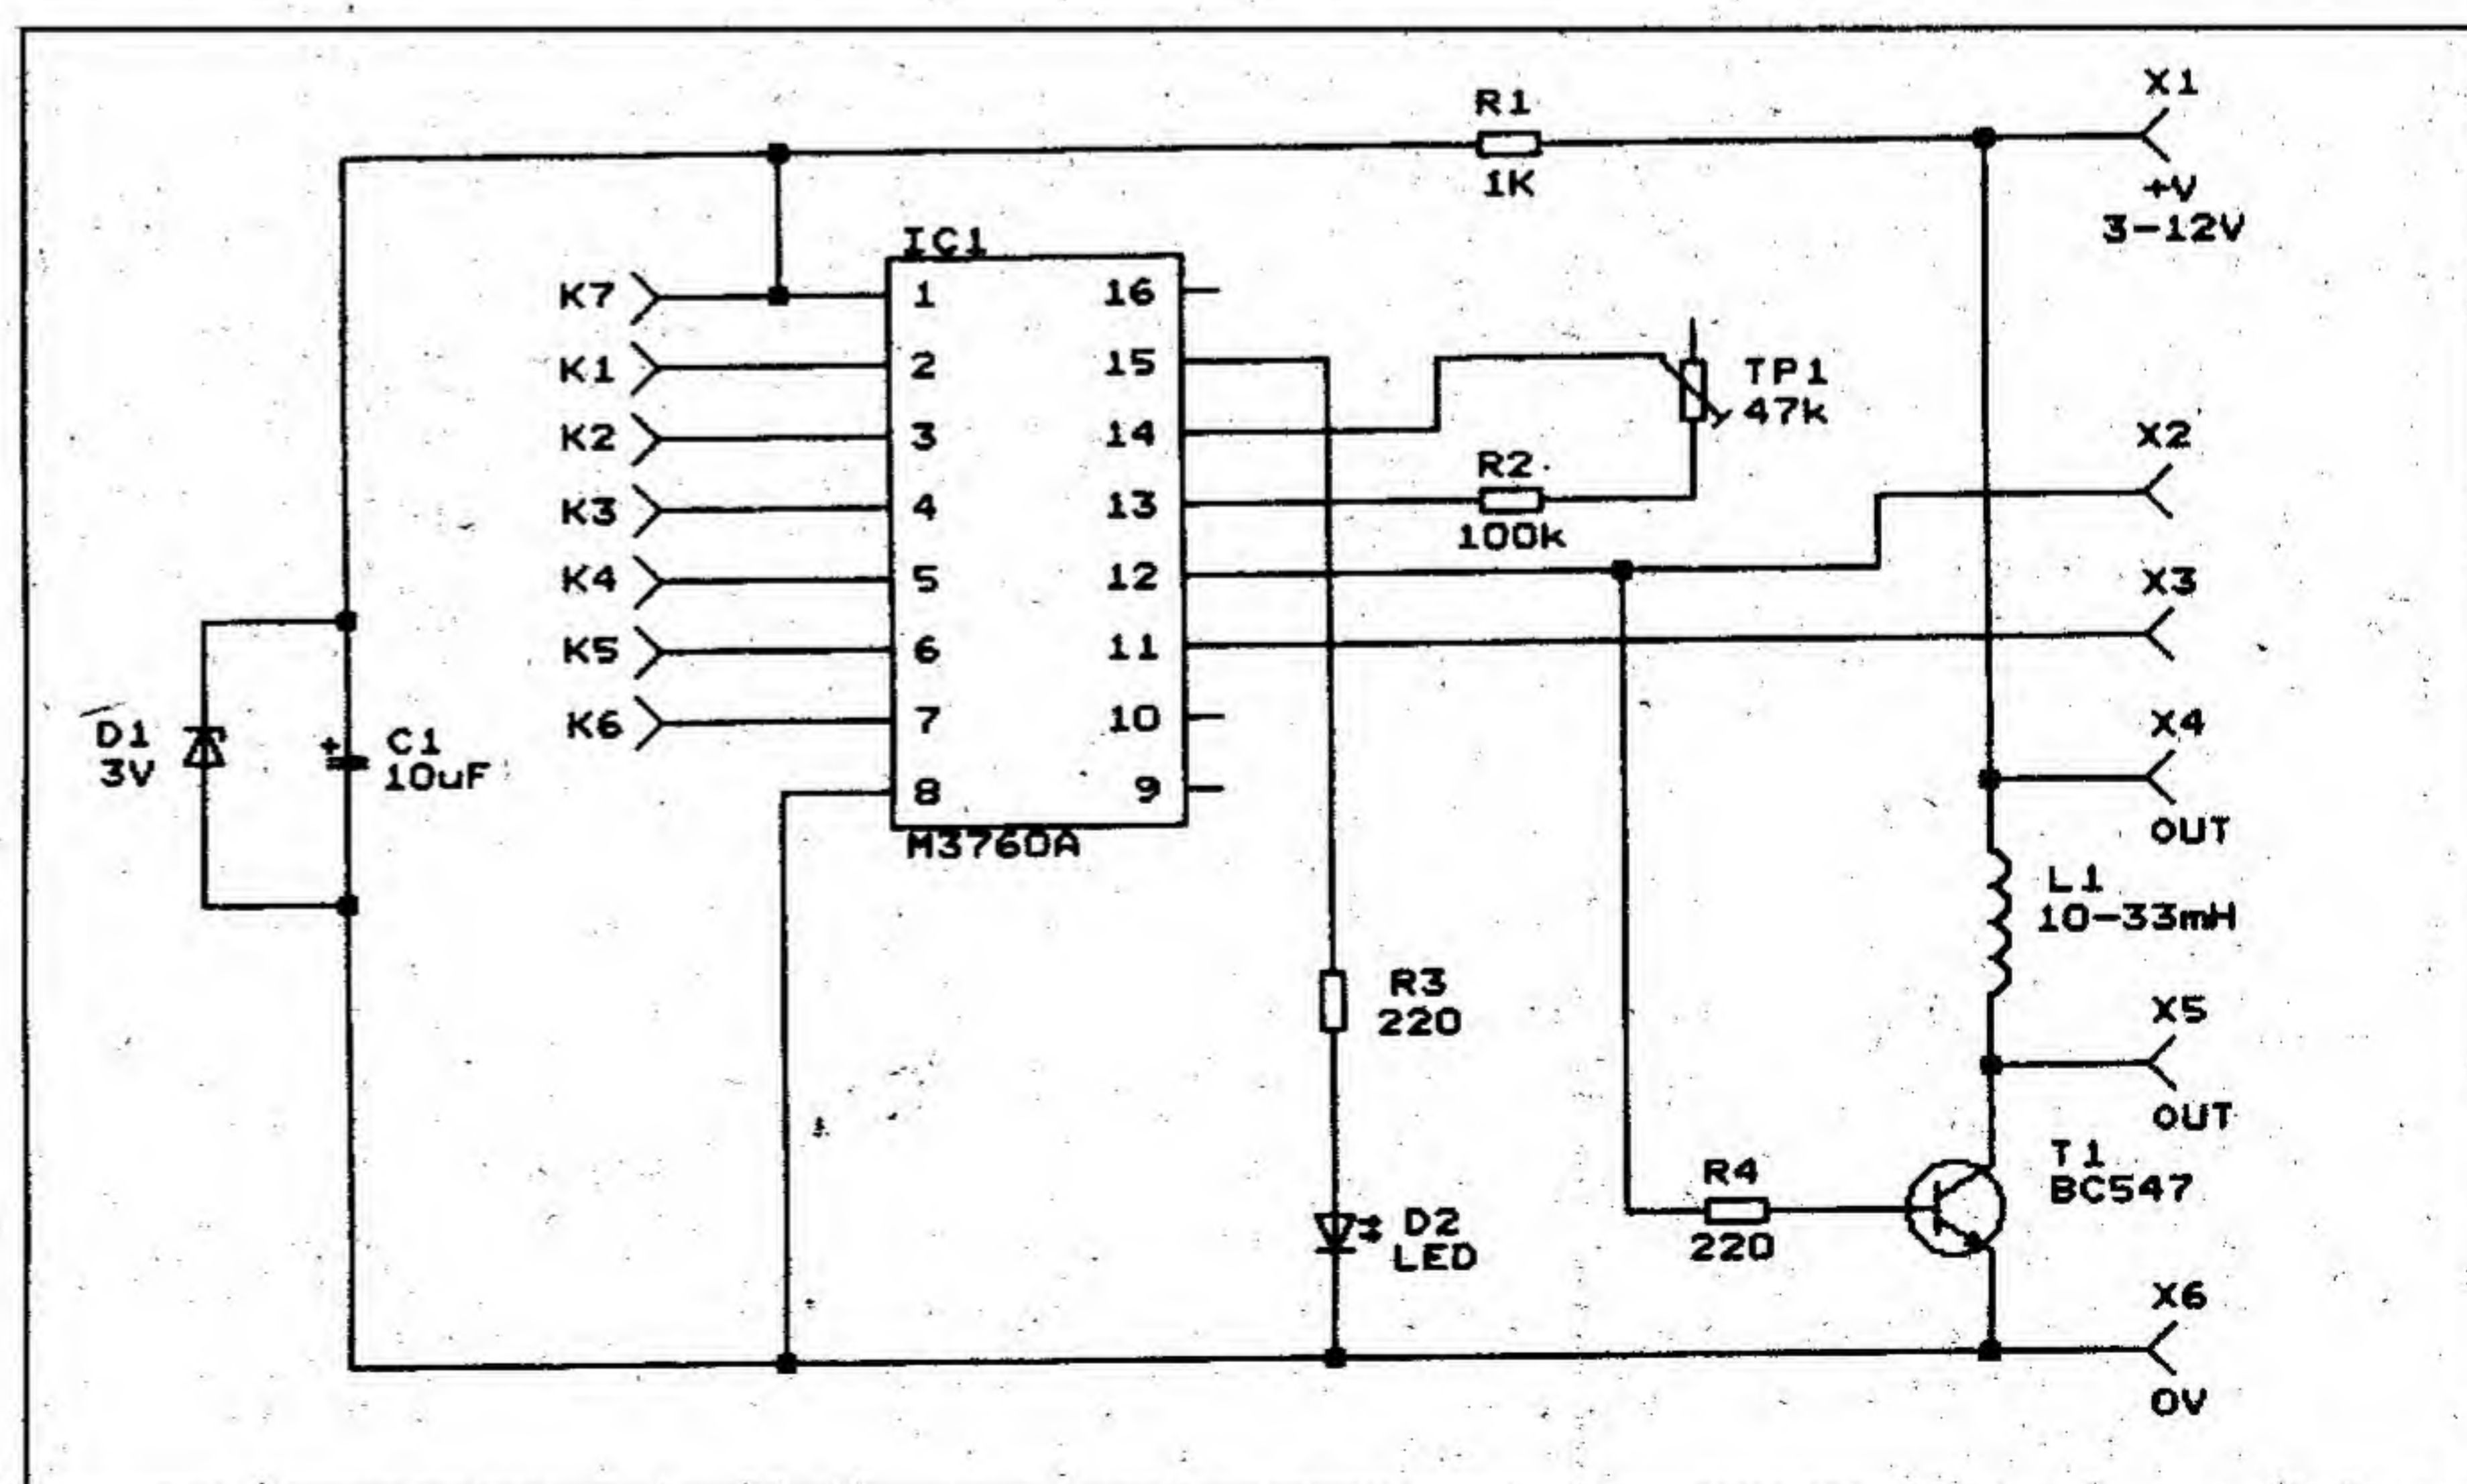 X1
R1
1K
+V
3-12V
IC1
K7
1
16
K1
2
15
TP1
47k
K2
3
14
X2
R2
K3
4
13
100k
K4
5
12
X3
K5
6
11
K6
7
10
X4
D1
3V
+
C1
10uF
8
9
OUT
M3760A
L1
10-33mH
R3
220
X5
OUT
T1
BC547
R4
220
D2
LED
X6
0V